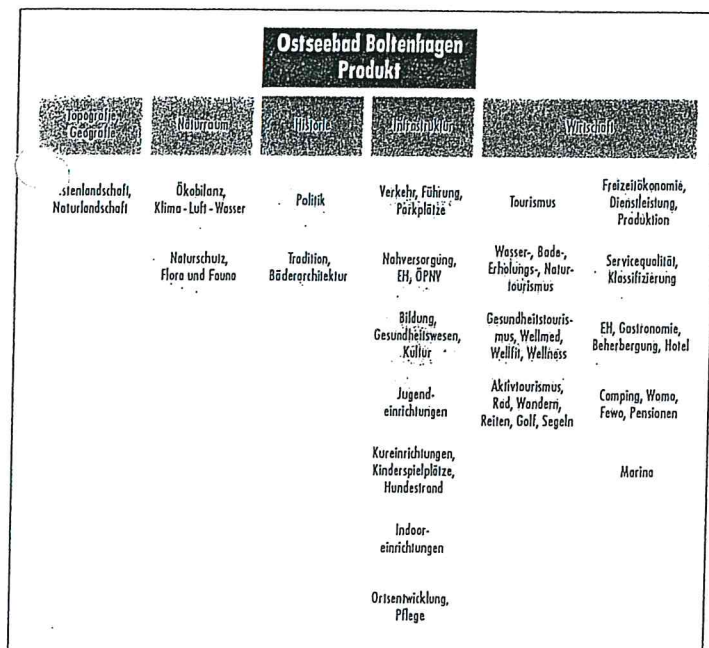 Ostseebad Boltenhagen
Produkt
Topografie
Geografie
Naturraum
Historie
Infrastruktur
Wirtschaft
stenlandschaft,
Naturlandschaft
Ökobilanz,
Klima - Luft - Wasser
Naturschutz,
Flora und Fauna
Politik
Tradition,
Bäderarchitektur
Verkehr, Führung,
Parkplätze
Nahversorgung,
EH, ÖPNY
Bildung,
Gesundheitswesen,
Kultur
Jugend-
einrichtungen
Kureinrichtungen,
Kinderspielplätze,
Hundestrand
Indoor-
einrichtungen
Ortsentwicklung,
Pflege
Tourismus
Wasser-, Bade-,
Erholungs-, Natur-
tourismus
Gesundheitstouris-
mus, Wellmed,
Wellfit, Wellness
Aktivtourismus,
Rad, Wandern,
Reiten, Golf, Segeln
Freizeitökonomie,
Dienstleistung,
Produktion
Servicequalität,
Klassifizierung
EH, Gastronomie,
Beherbergung, Hotel
Camping, Womo,
Fewo, Pensionen
Marina